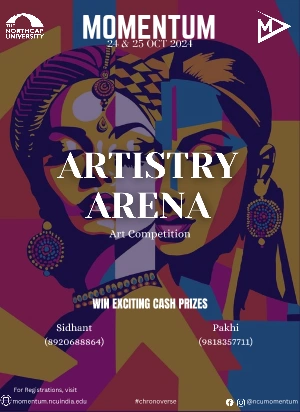 THE
NORTHCAP
UNIVERSITY
MOMENTUM
24 & 25 OCT 2024
M
ARTISTRY
ARENA
Art Competition
WIN EXCITING CASH PRIZES
Sidhant
(8920688864)
Pakhi
(9818357711)
For Registrations, visit
momentum.ncuindia.edu
#chronoverse
@ncumomentum